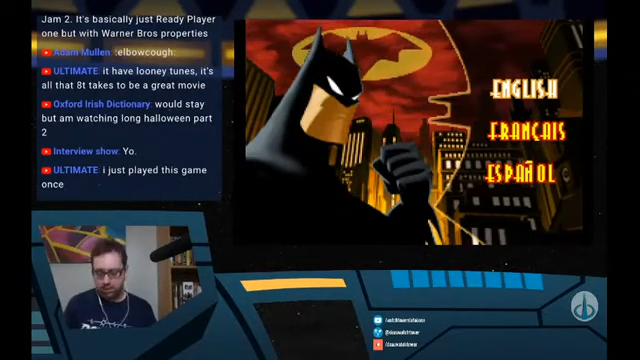 Jam 2. It's basically just Ready Player
one but with Warner Bros properties
Adam Mullen: :elbowcough:
ULTIMATE: it have looney tunes, it's
all that 8t takes to be a great movie
Oxford Irish Dictionary: would stay
but am watching long halloween part
2
Interview show: Yo.
ULTIMATE: i just played this game
once
ENGLISH
FRANÇAIS
ESPAÑOL